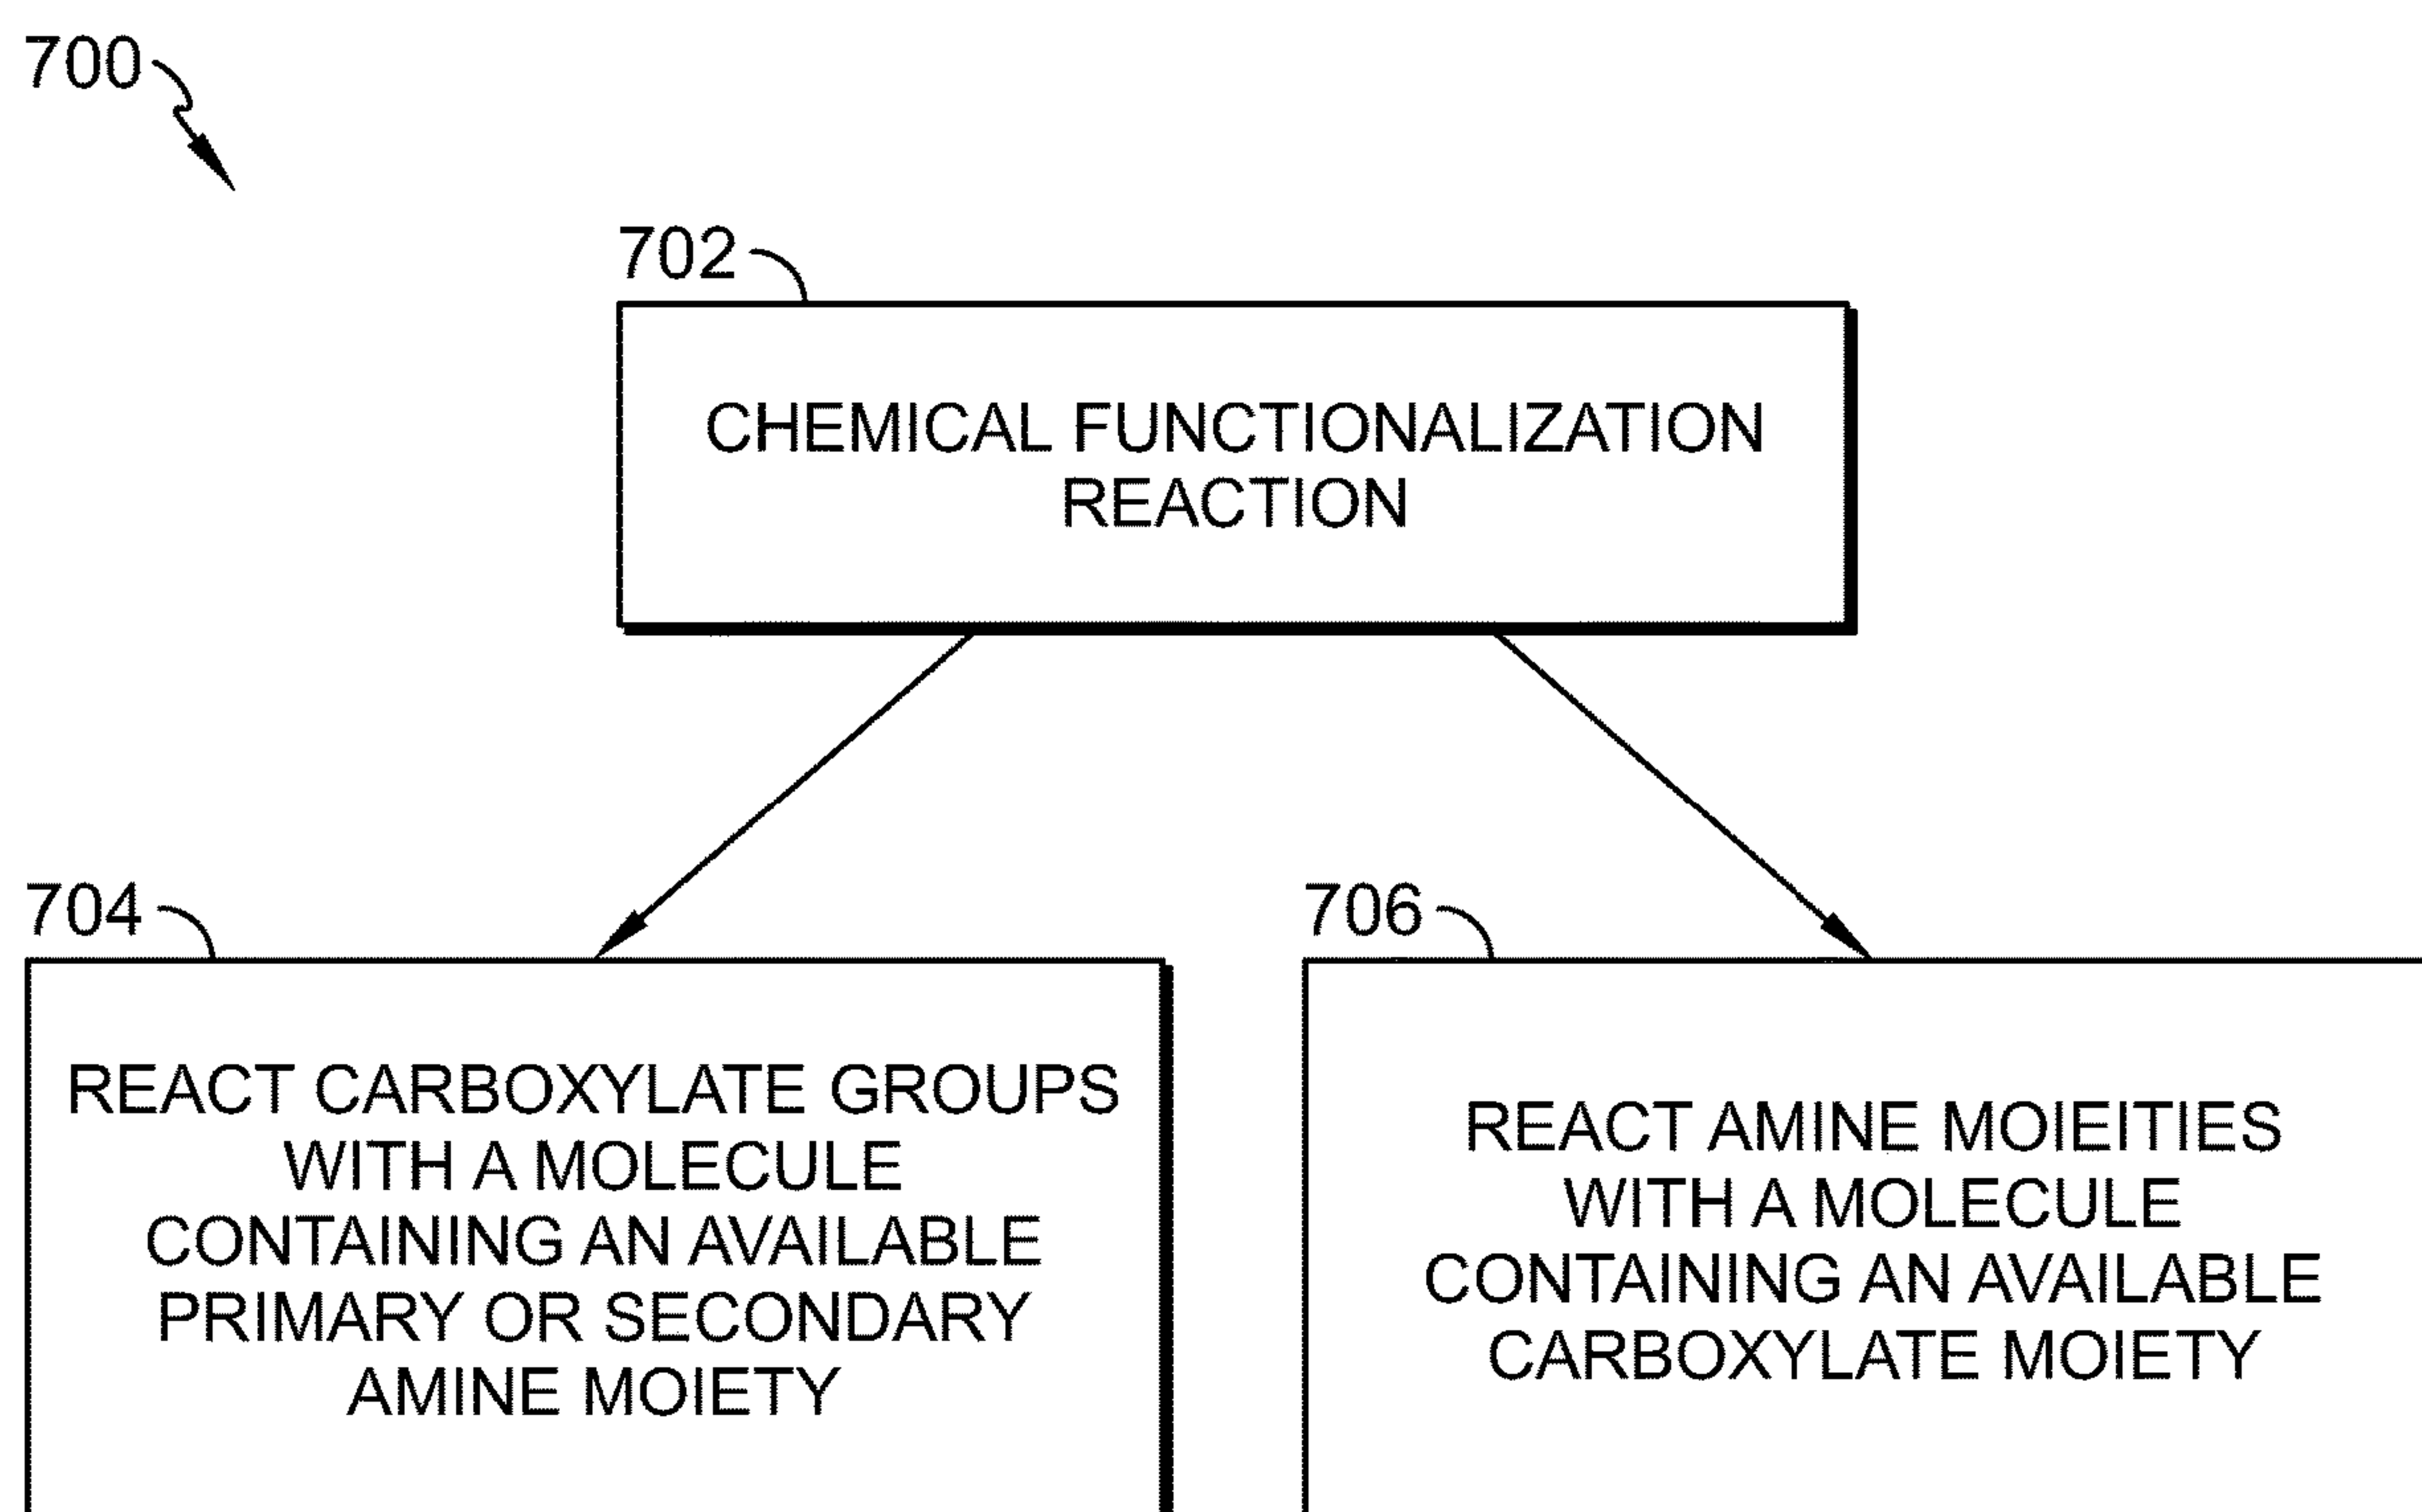 700
702
CHEMICAL FUNCTIONALIZATION
REACTION
704
REACT CARBOXYLATE GROUPS
WITH A MOLECULE
CONTAINING AN AVAILABLE
PRIMARY OR SECONDARY
AMINE MOIETY
706
REACT AMINE MOIEITIES
WITH A MOLECULE
CONTAINING AN AVAILABLE
CARBOXYLATE MOIETY